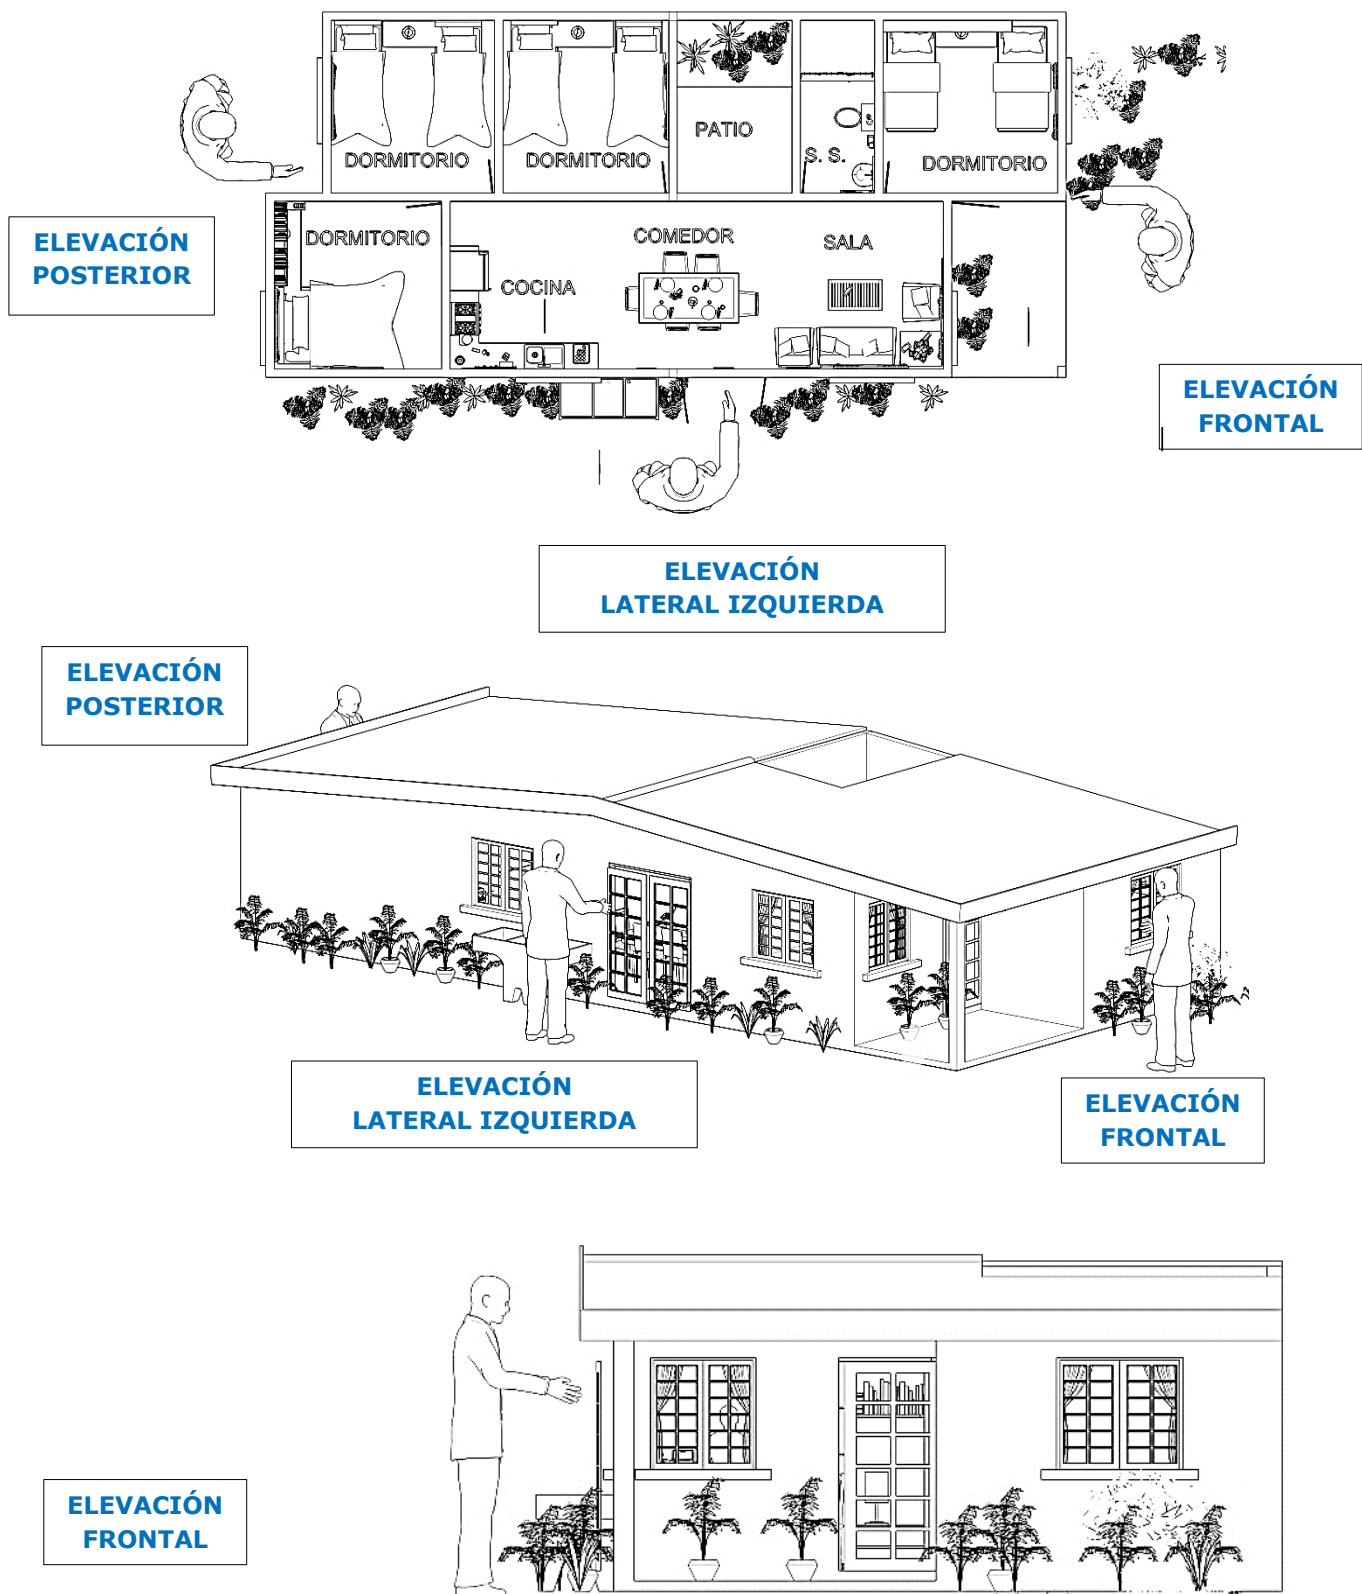 PATIO
S. S.
DORMITORIO
DORMITORIO
DORMITORIO
DORMITORIO
COMEDOR
SALA
COCINA
ELEVACIÓN
POSTERIOR
ELEVACIÓN
FRONTAL
ELEVACIÓN
LATERAL IZQUIERDA
ELEVACIÓN
POSTERIOR
ELEVACIÓN
LATERAL IZQUIERDA
ELEVACIÓN
FRONTAL
ELEVACIÓN
FRONTAL